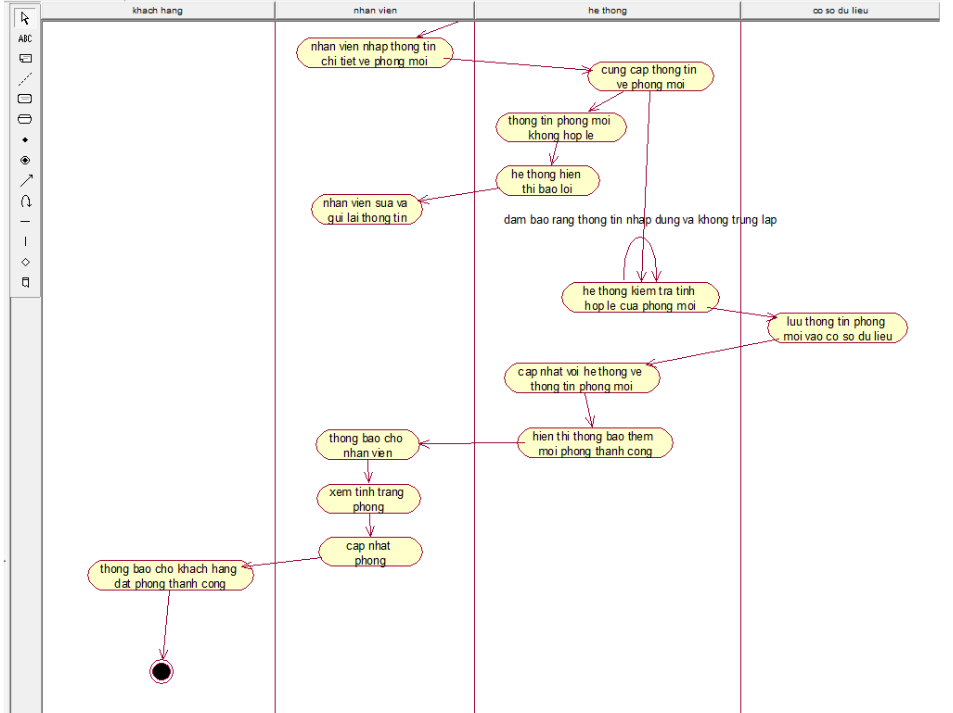 khach hang
nhan vien
he thong
co so du lieu
ABC
nhan vien nhap thong tin
chi tiet ve phong moi
cung cap thong tin
ve phong moi
thong tin phong moi
khong hop le
he thong hien
thi bao loi
nhan vien sua va
gui lai thong tin
dam bao rang thong tin nhap dung va khong trung lap
he thong kiem tra tinh
hop le cua phong moi
luu thong tin phong
moi vao co so du lieu
cap nhat voi he thong ve
thong tin phong moi
hien thi thong bao them
moi phong thanh cong
thong bao cho
nhan vien
xem tinh trang
phong
cap nhat
phong
thong bao cho khach hang
dat phong thanh cong